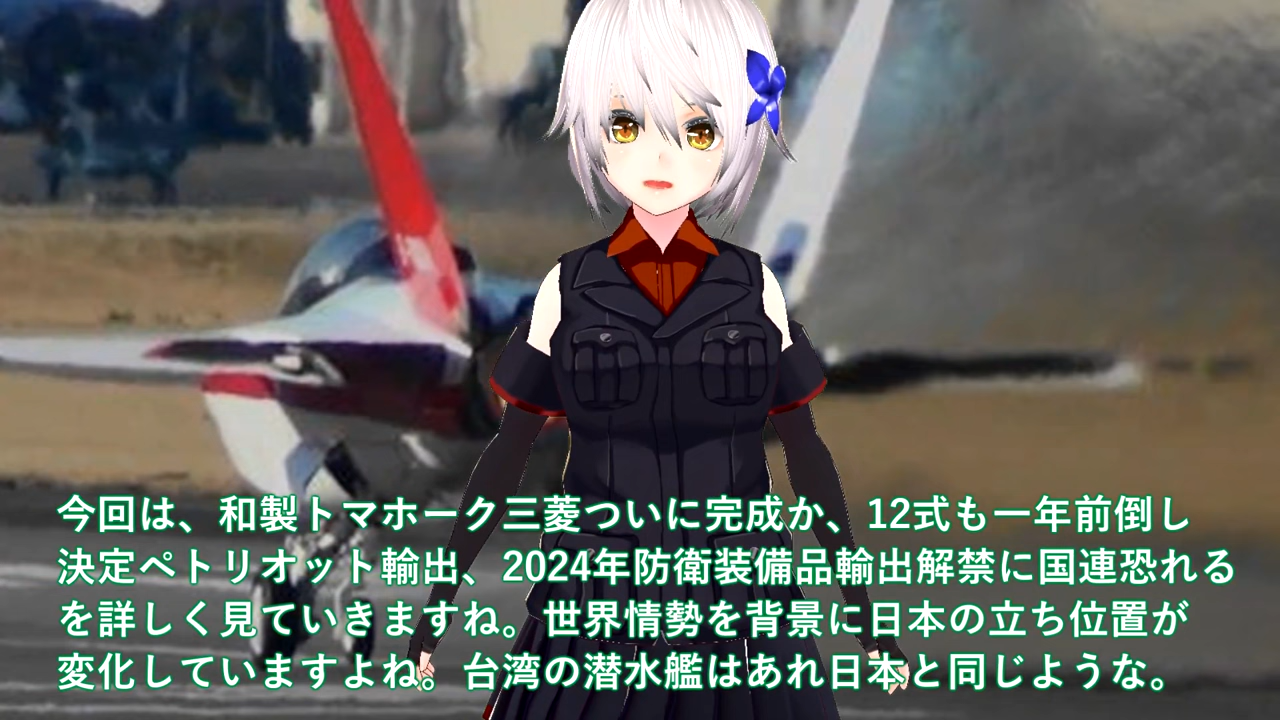 今回は、和製トマホーク三菱ついに完成か、12式も一年前倒し
決定ペトリオット輸出、2024年防衛装備品輸出解禁に国連恐れる
を詳しく見ていきますね。世界情勢を背景に日本の立ち位置が
変化していますよね。台湾の潜水艦はあれ日本と同じような。